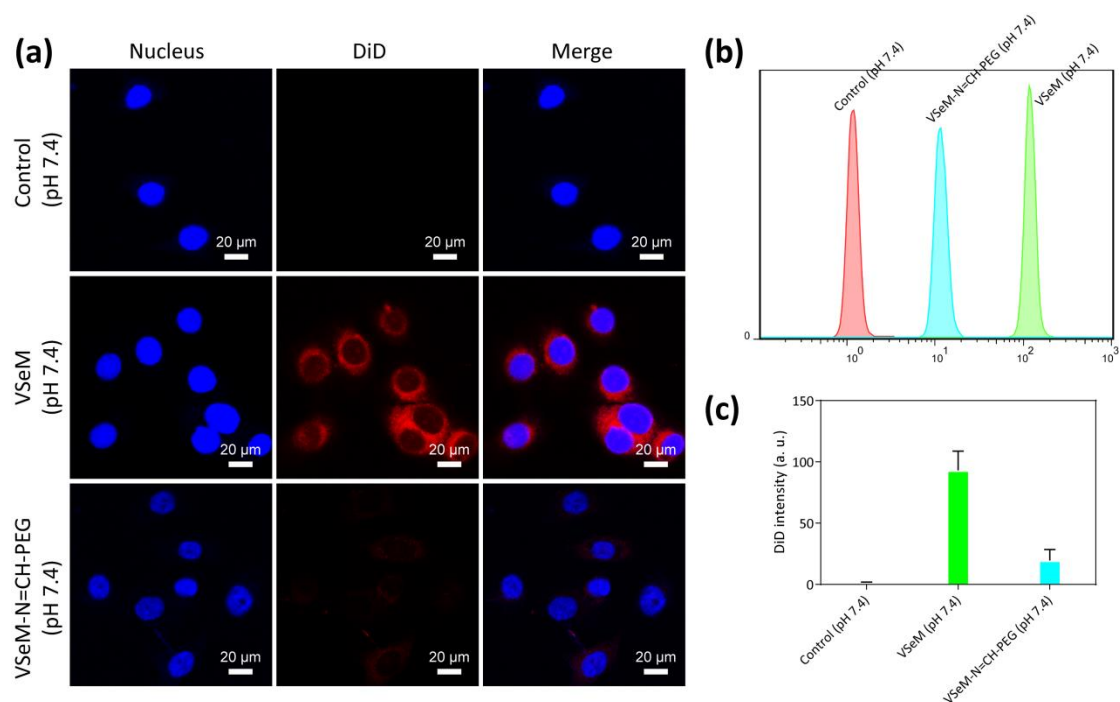 (a)
Nucleus
DiD
Merge
Control
(pH 7.4)
20 µm
20 µm
20 µm
VSeM
(pH 7.4)
20 µm
20 µm
20 µm
VSeM-N=CH-PEG
(pH 7.4)
20 µm
20 µm
20 µm
(b)
Control (pH 7.4)
VSeM-N=CH-PEG (pH 7.4)
VSeM (pH 7.4)
0
10⁰
10¹
10²
10³
(c)
DiD intensity (a. u.)
150
100
50
0
Control (pH 7.4)
VSeM (pH 7.4)
VSeM-N=CH-PEG (pH 7.4)